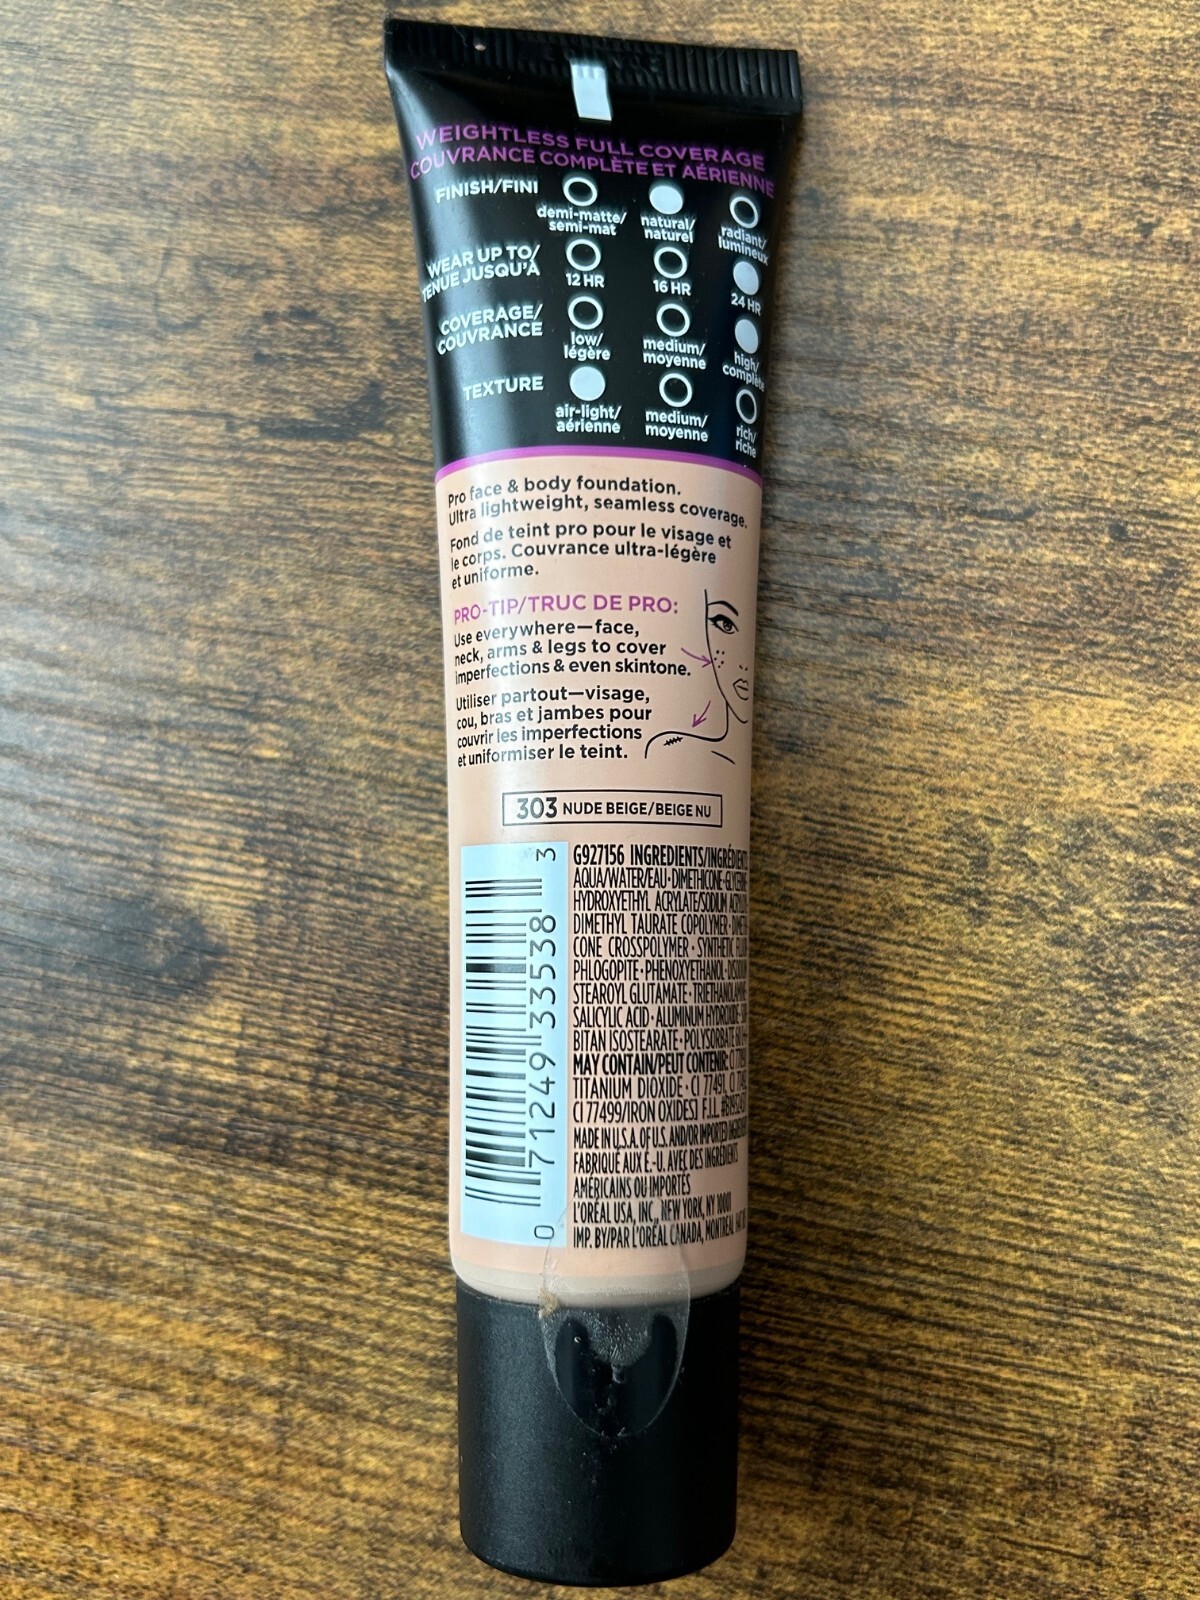 WEIGHTLESS FULL COVERAGE
COUVRANCE COMPLÈTE ET AÉRIENNE
FINISH/FINI
demi-matte/
semi-mat
natural/
naturel
radiant/
lumineux
WEAR UP TO/
TENUE JUSQU'À
12 HR
16 HR
24 HR
COVERAGE/
COUVRANCE
low/
légère
medium/
moyenne
high/
complète
TEXTURE
air-light/
aérienne
medium/
moyenne
rich/
riche
Pro face & body foundation.
Ultra lightweight, seamless coverage.
Fond de teint pro pour le visage et
le corps. Couvrance ultra-légère
et uniforme.
PRO-TIP/TRUC DE PRO:
Use everywhere—face,
neck, arms & legs to cover
imperfections & even skintone.
Utiliser partout—visage,
cou, bras et jambes pour
couvrir les imperfections
et uniformiser le teint.
303 NUDE BEIGE/BEIGE NU
0 71249 33538 3
G927156 INGREDIENTS/INGRÉDIENTS
AQUA/WATER/EAU • DIMETHICONE • GLYCERIN
HYDROXYETHYL ACRYLATE/SODIUM
DIMETHYL TAURATE COPOLYMER •
CONE CROSSPOLYMER • SYNTHETIC
PHLOGOPITE • PHENOXYETHANOL •
STEAROYL GLUTAMATE • TRIETHANOLAMINE
SALICYLIC ACID • ALUMINUM HYDROXIDE •
BITAN ISOSTEARATE • POLYSORBATE
MAY CONTAIN/PEUT CONTENIR:
TITANIUM DIOXIDE • CI 77491,
CI 77499/IRON OXIDES] F.I.L.
MADE IN U.S.A. OF U.S. AND/OR IMPORTED
FABRIQUÉ AUX É.-U. AVEC DES INGRÉDIENTS
AMÉRICAINS OU IMPORTÉS
L'ORÉAL USA, INC., NEW YORK, NY 10001
IMP. BY/PAR L'ORÉAL CANADA, MONTREAL